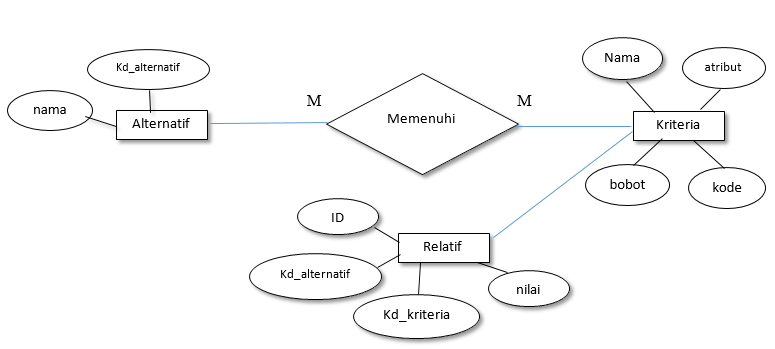 Kd_alternatif
nama
Alternatif
M
Memenuhi
M
Nama
atribut
Kriteria
bobot
kode
ID
Relatif
Kd_alternatif
Kd_kriteria
nilai